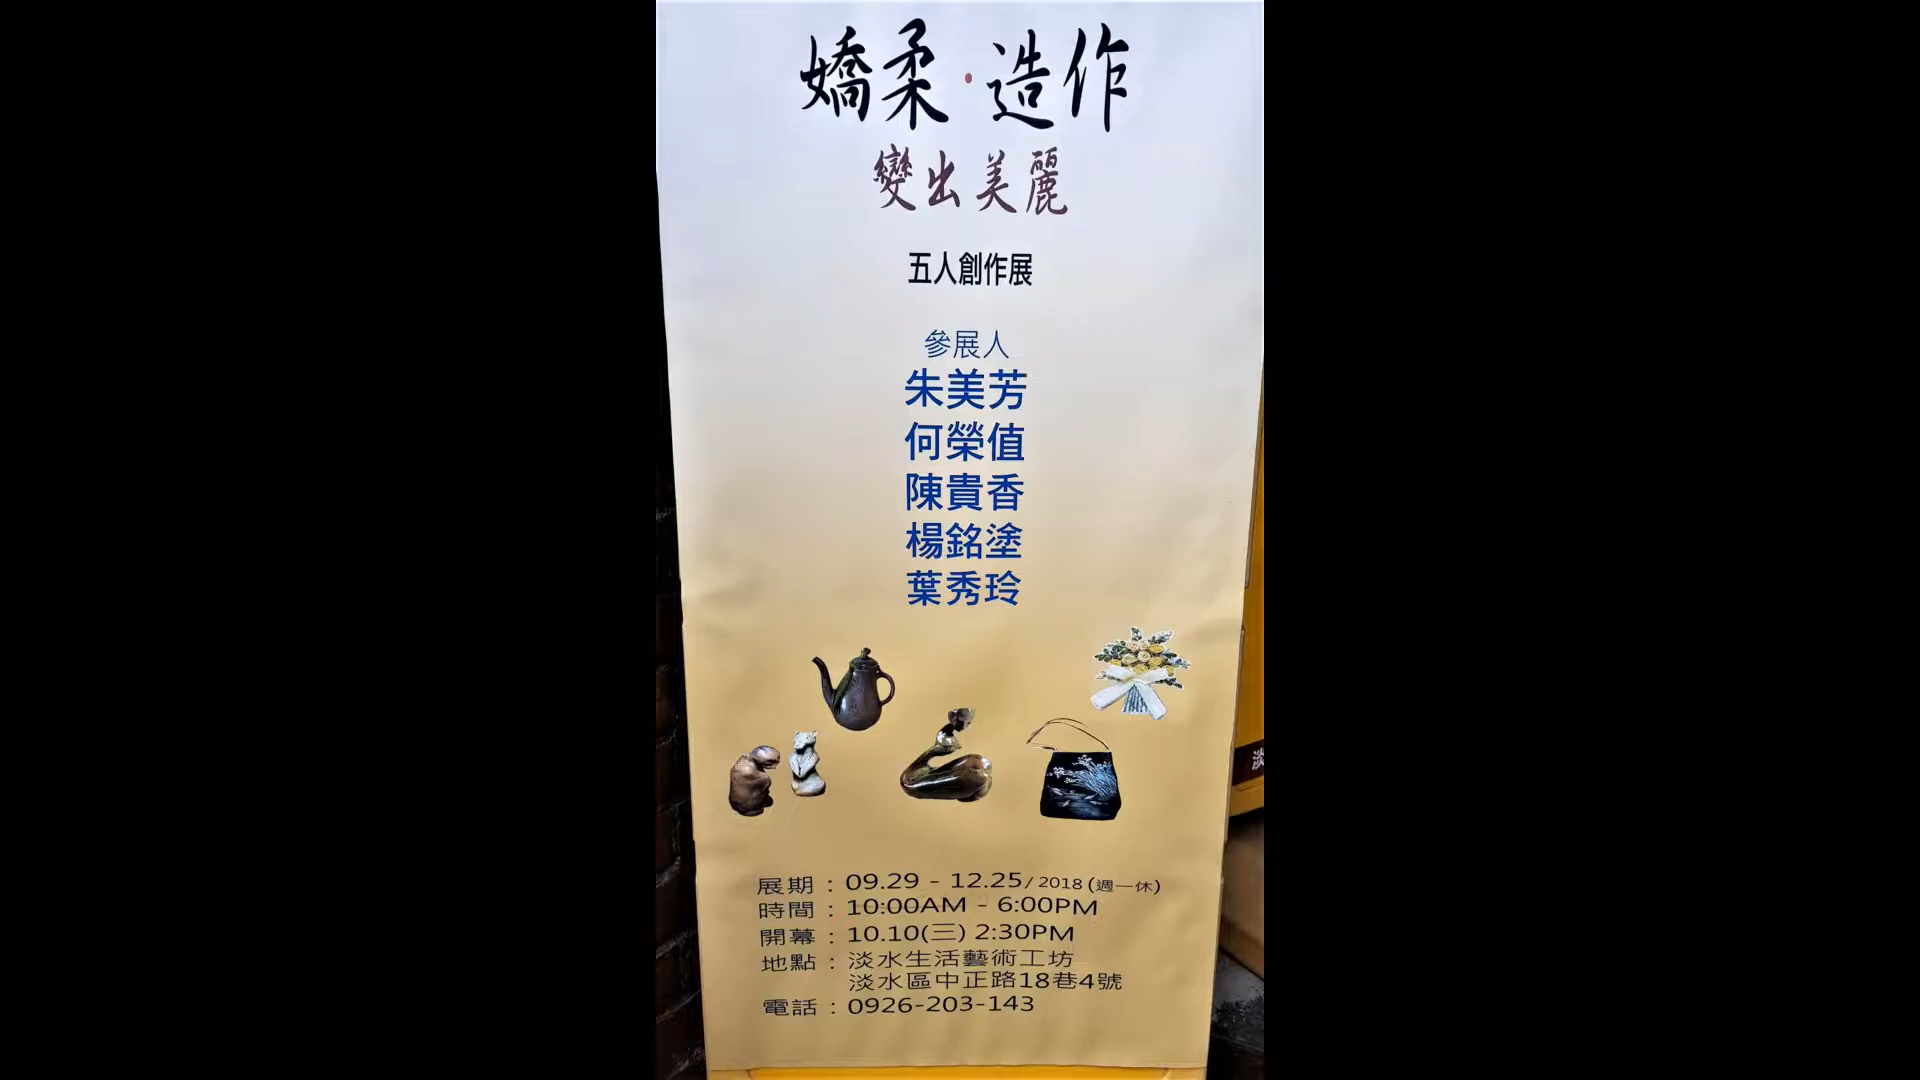 嬌柔·造作
變出美麗
五人創作展
參展人
朱美芳
何榮值
陳貴香
楊銘塗
葉秀玲
展期：09.29 - 12.25/2018(週一休)
時間：10:00AM - 6:00PM
開幕：10.10(三) 2:30PM
地點：淡水生活藝術工坊
淡水區中正路18巷4號
電話：0926-203-143
淡